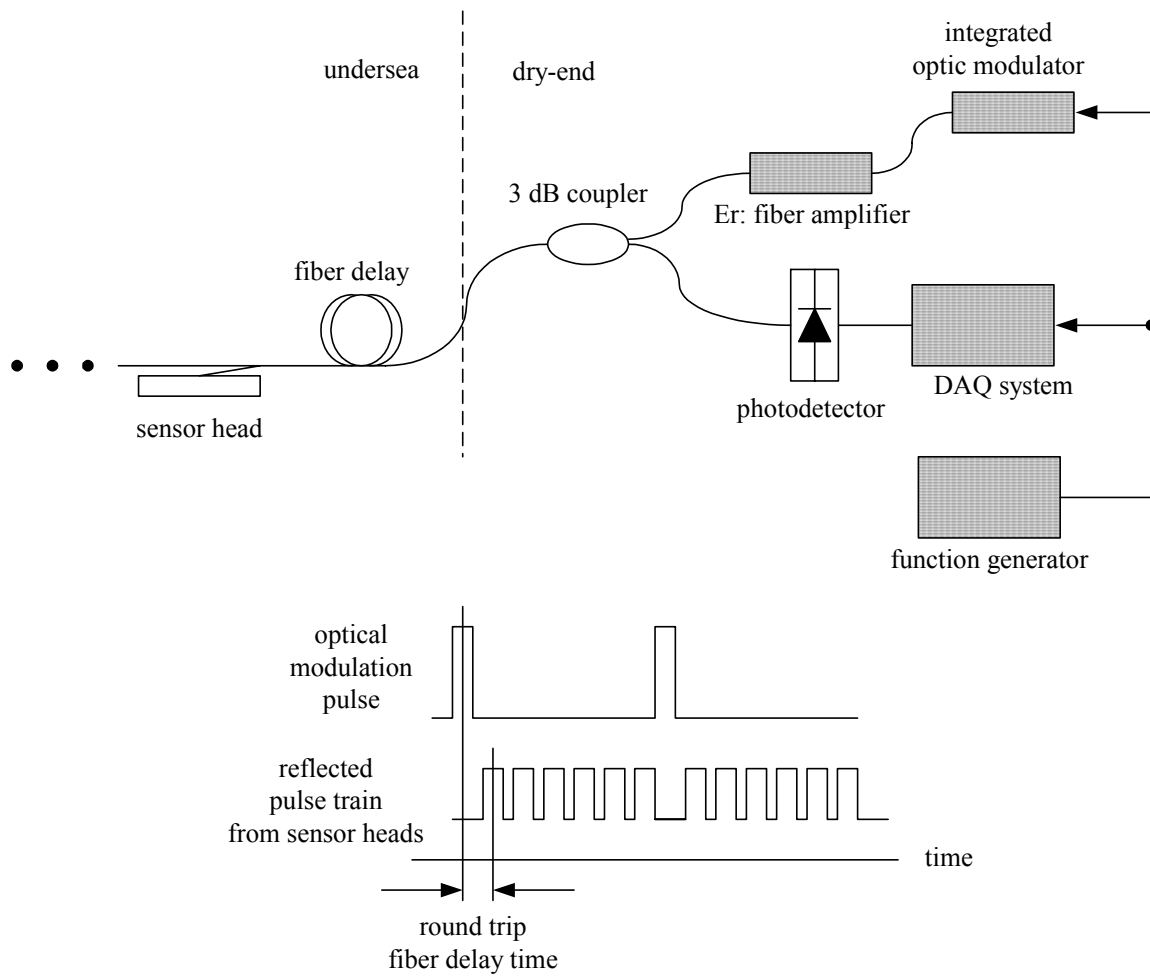 integrated
optic modulator
undersea
dry-end
3 dB coupler
Er: fiber amplifier
fiber delay
DAQ system
photodetector
sensor head
function generator
optical
modulation
pulse
reflected
pulse train
from sensor heads
time
round trip
fiber delay time